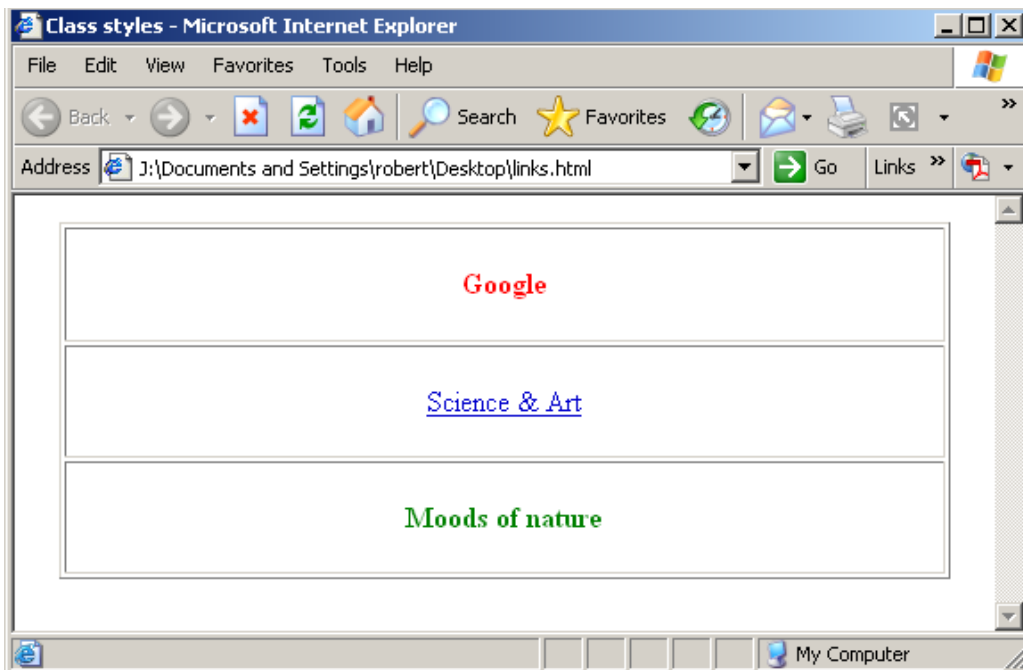 Class styles - Microsoft Internet Explorer
File Edit View Favorites Tools Help
Back Search Favorites
Address J:\Documents and Settings\robert\Desktop\links.html Go Links »
Google
Science & Art
Moods of nature
My Computer